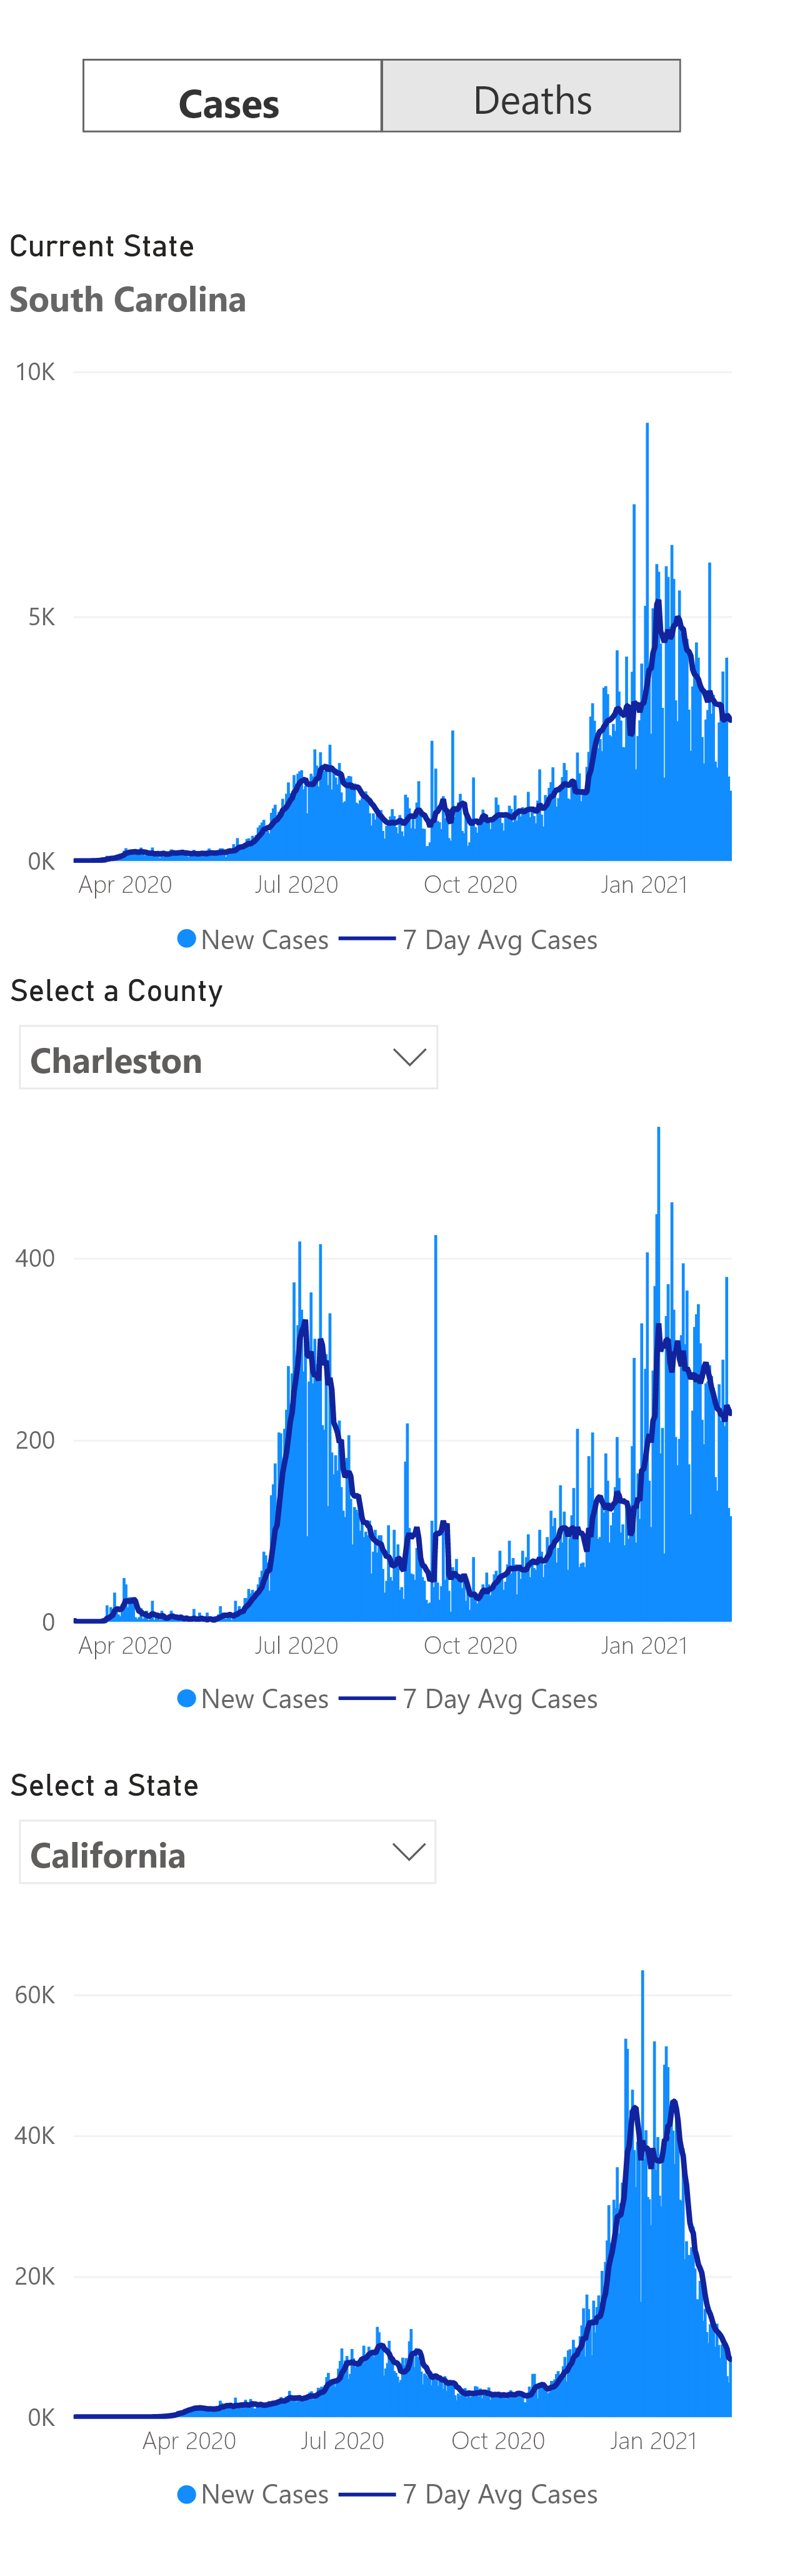 Cases Deaths
Current State
South Carolina
10K
5K
0K
Apr 2020 Jul 2020 Oct 2020 Jan 2021
New Cases 7 Day Avg Cases
Select a County
Charleston
400
200
0
Apr 2020 Jul 2020 Oct 2020 Jan 2021
New Cases 7 Day Avg Cases
Select a State
California
60K
40K
20K
0K
Apr 2020 Jul 2020 Oct 2020 Jan 2021
New Cases 7 Day Avg Cases